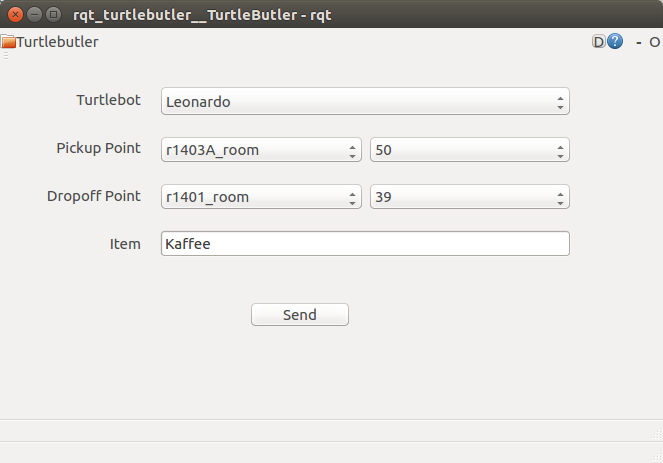 rqt_turtlebutler__TurtleButler - rqt
Turtlebutler D ? - O
Turtlebot Leonardo
Pickup Point r1403A_room 50
Dropoff Point r1401_room 39
Item Kaffee
Send